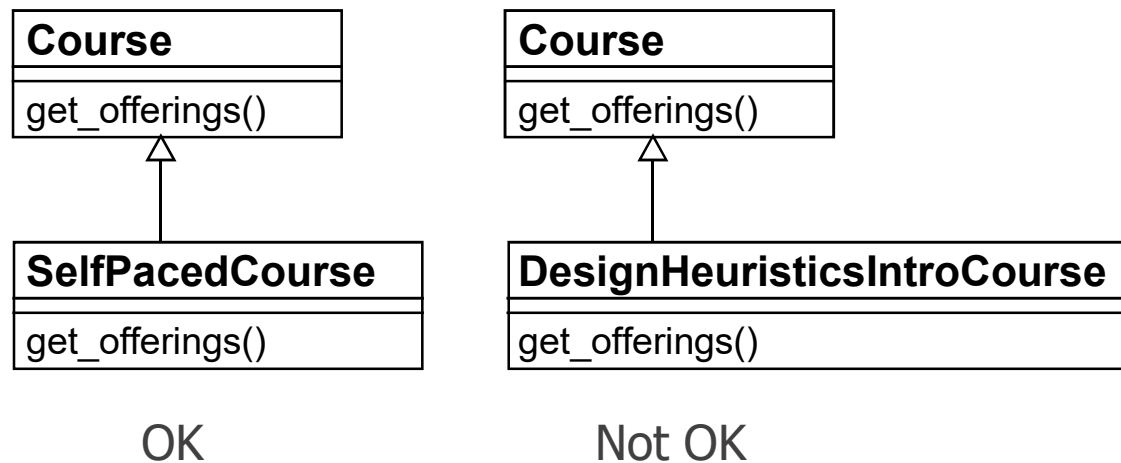 Course
get_offerings()
SelfPacedCourse
get_offerings()
OK
Course
get_offerings()
DesignHeuristicsIntroCourse
get_offerings()
Not OK